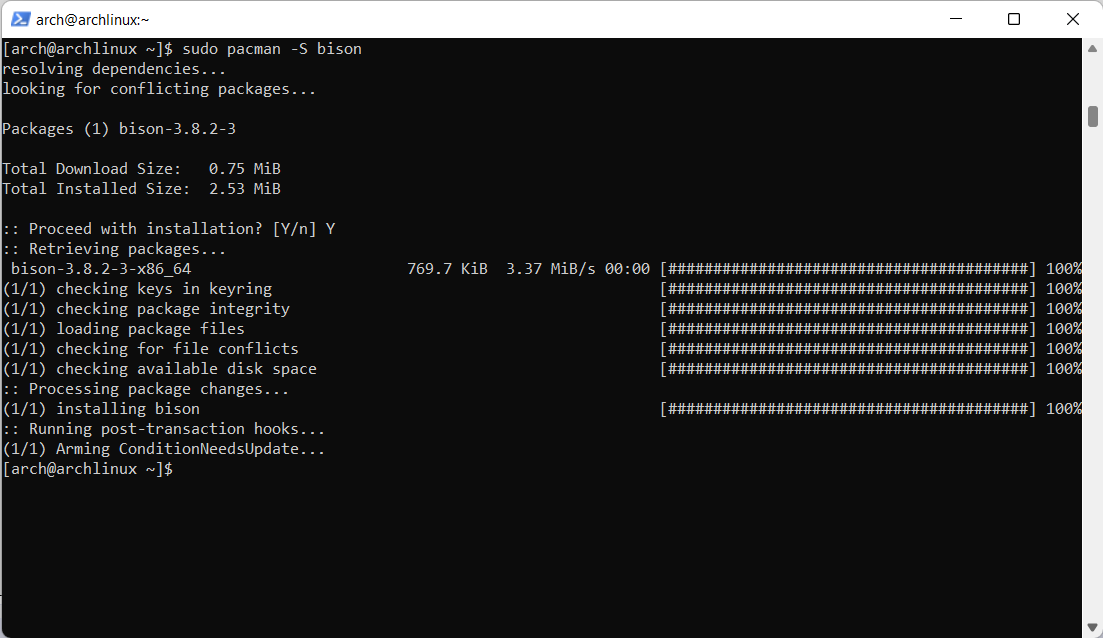 arch@archlinux:~
[arch@archlinux ~]$ sudo pacman -S bison
resolving dependencies...
looking for conflicting packages...
Packages (1) bison-3.8.2-3
Total Download Size:   0.75 MiB
Total Installed Size:  2.53 MiB
:: Proceed with installation? [Y/n] Y
:: Retrieving packages...
 bison-3.8.2-3-x86_64                        769.7 KiB  3.37 MiB/s 00:00 [########################################] 100%
(1/1) checking keys in keyring                                           [########################################] 100%
(1/1) checking package integrity                                         [########################################] 100%
(1/1) loading package files                                              [########################################] 100%
(1/1) checking for file conflicts                                        [########################################] 100%
(1/1) checking available disk space                                      [########################################] 100%
:: Processing package changes...
(1/1) installing bison                                                   [########################################] 100%
:: Running post-transaction hooks...
(1/1) Arming ConditionNeedsUpdate...
[arch@archlinux ~]$